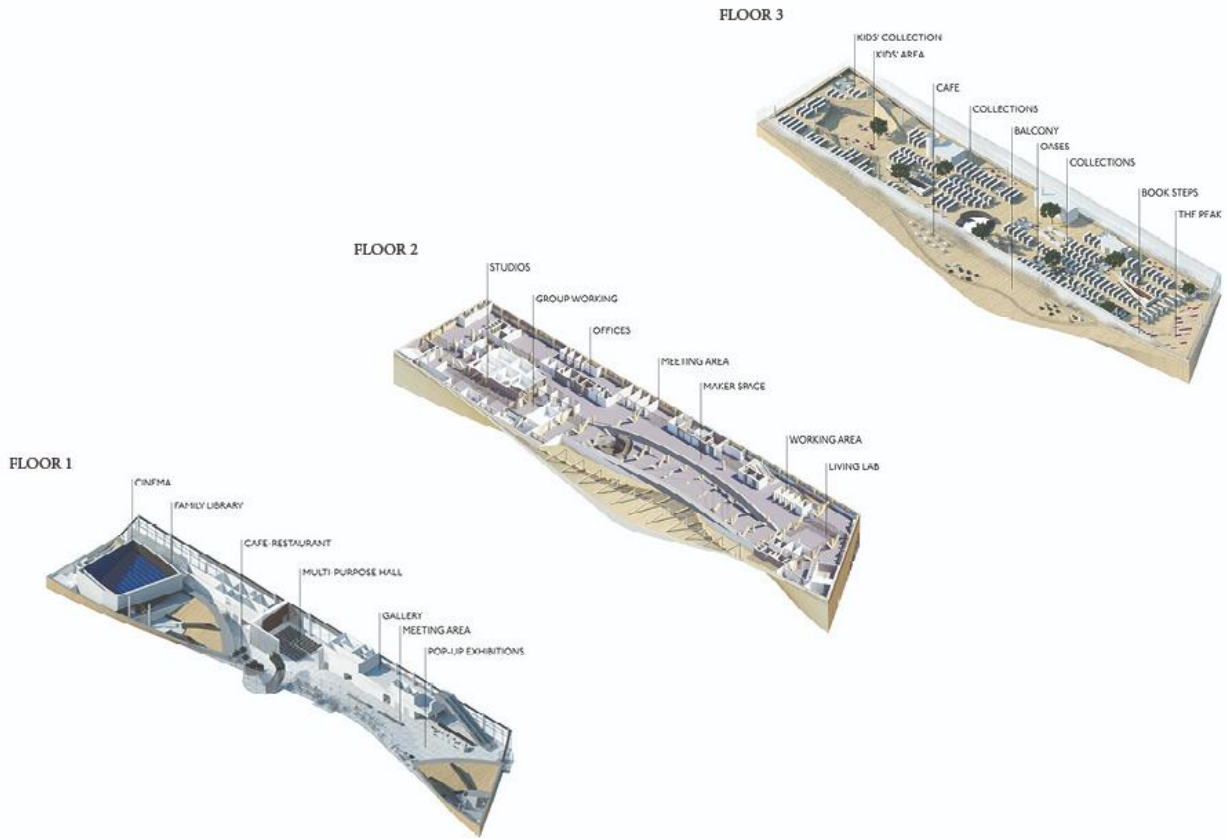 FLOOR 3
KIDS' COLLECTION
KIDS' AREA
CAFE
COLLECTIONS
BALCONY
OASES
COLLECTIONS
BOOK STEPS
THE PEAK
FLOOR 2
STUDIOS
GROUP WORKING
OFFICES
MEETING AREA
MAKER SPACE
WORKING AREA
LIVING LAB
FLOOR 1
CINEMA
FAMILY LIBRARY
CAFE-RESTAURANT
MULTI-PURPOSE HALL
GALLERY
MEETING AREA
POP-UP EXHIBITIONS